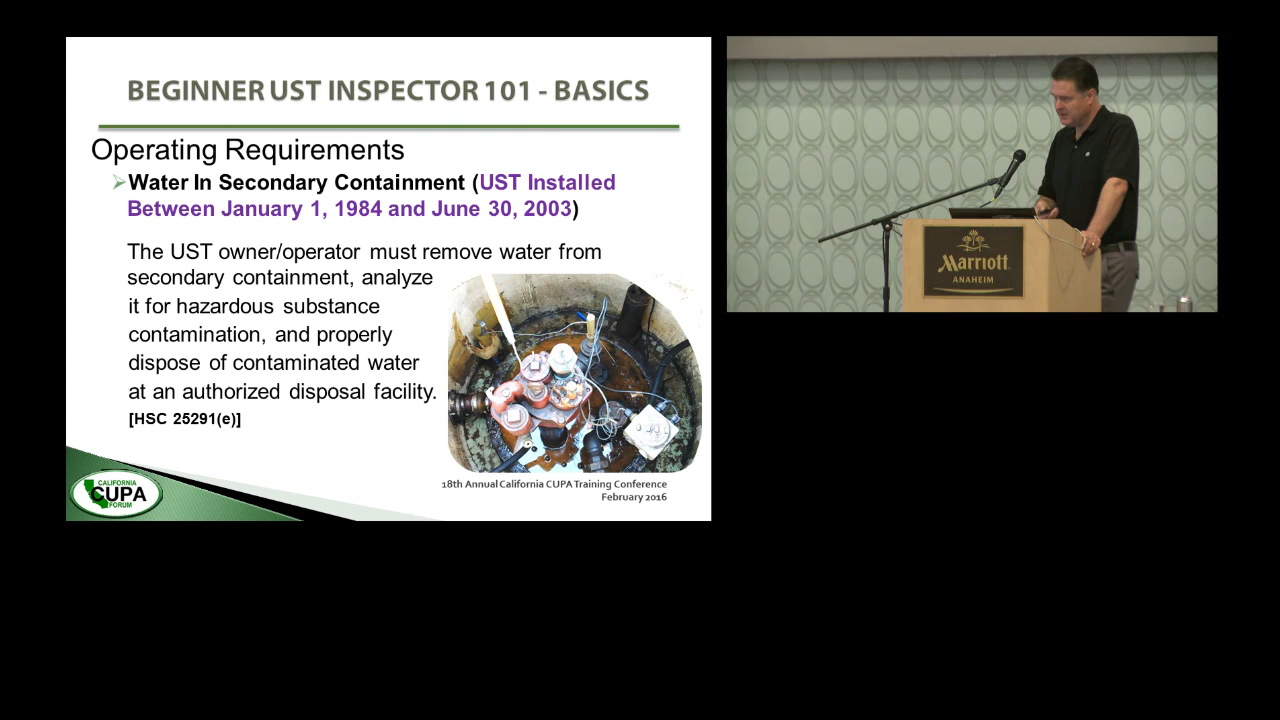 BEGINNER UST INSPECTOR 101 - BASICS
Operating Requirements
Water In Secondary Containment (UST Installed
Between January 1, 1984 and June 30, 2003)
The UST owner/operator must remove water from
secondary containment, analyze
it for hazardous substance
contamination, and properly
dispose of contaminated water
at an authorized disposal facility.
[HSC 25291(e)]
18th Annual California CUPA Training Conference
February 2016
CALIFORNIA
CUPA
FORUM
Marriott
ANAHEIM